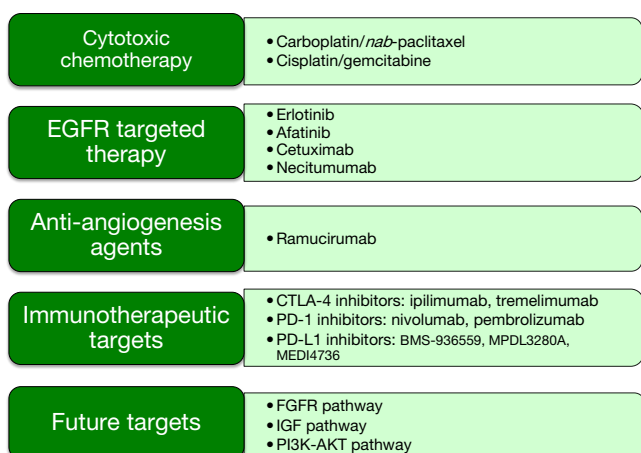 Cytotoxic
chemotherapy
• Carboplatin/nab-paclitaxel
• Cisplatin/gemcitabine
EGFR targeted
therapy
• Erlotinib
• Afatinib
• Cetuximab
• Necitumumab
Anti-angiogenesis
agents
• Ramucirumab
Immunotherapeutic
targets
• CTLA-4 inhibitors: ipilimumab, tremelimumab
• PD-1 inhibitors: nivolumab, pembrolizumab
• PD-L1 inhibitors: BMS-936559, MPDL3280A,
MEDI4736
Future targets
• FGFR pathway
• IGF pathway
• PI3K-AKT pathway